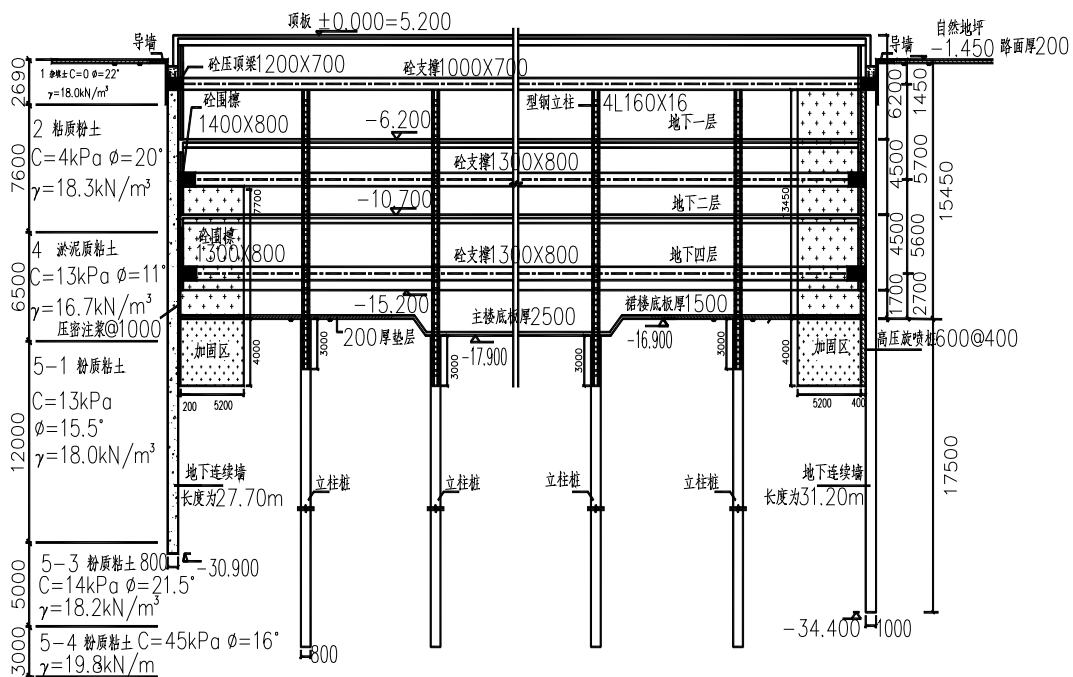 顶板 ±0.000=5.200
导墙
自然地坪
导墙
-1.450 路面厚200
1 杂填土 C=0 ø=22°
γ=18.0kN/m³
砼压顶梁1200X700
砼支撑1000X700
2690
6200
1450
砼围檩
1400X800
型钢立柱
4L160X16
地下一层
-6.200
2 粘质粉土
C=4kPa ø=20°
γ=18.3kN/m³
7600
砼支撑1300X800
4500
5700
15450
7700
13450
-10.700
地下二层
4 淤泥质粘土
C=13kPa ø=11°
γ=16.7kN/m³
6500
砼围檩
1300X800
砼支撑1300X800
地下四层
4500
5600
-15.200
1700
2700
压密注浆@1000
200厚垫层
主楼底板厚2500
裙楼底板厚1500
-17.900
-16.900
高压旋喷桩600@400
加固区
4000
3000
3000
3000
3000
4000
加固区
5-1 粉质粘土
C=13kPa
ø=15.5°
γ=18.0kN/m³
12000
200
5200
5200
400
17500
地下连续墙
长度为27.70m
立柱桩
立柱桩
立柱桩
立柱桩
地下连续墙
长度为31.20m
5-3 粉质粘土
800
-30.900
C=14kPa ø=21.5°
γ=18.2kN/m³
5000
-34.400
1000
5-4 粉质粘土 C=45kPa ø=16°
γ=19.8kN/m
3000
800